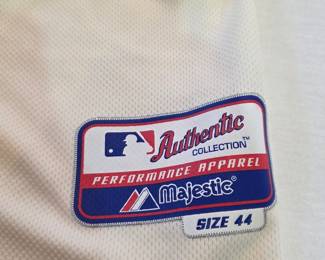 Authentic
COLLECTION™
PERFORMANCE APPAREL
Majestic®
SIZE 44